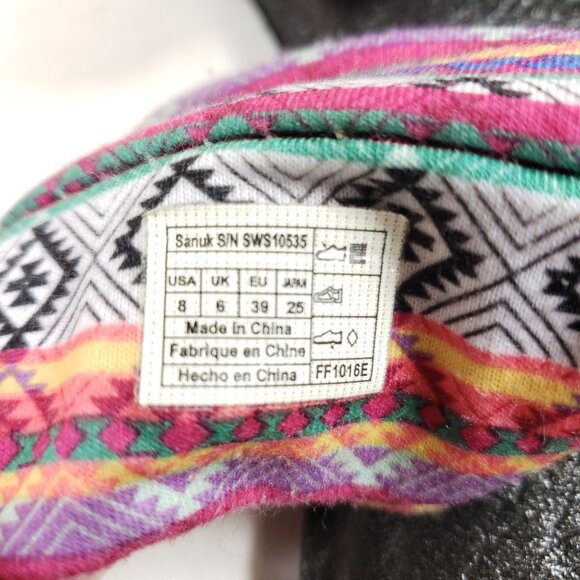 Sanuk S/N SWS10535
USA UK EU JAPAN
8 6 39 25
Made in China
Fabrique en Chine
Hecho en China
FF1016E